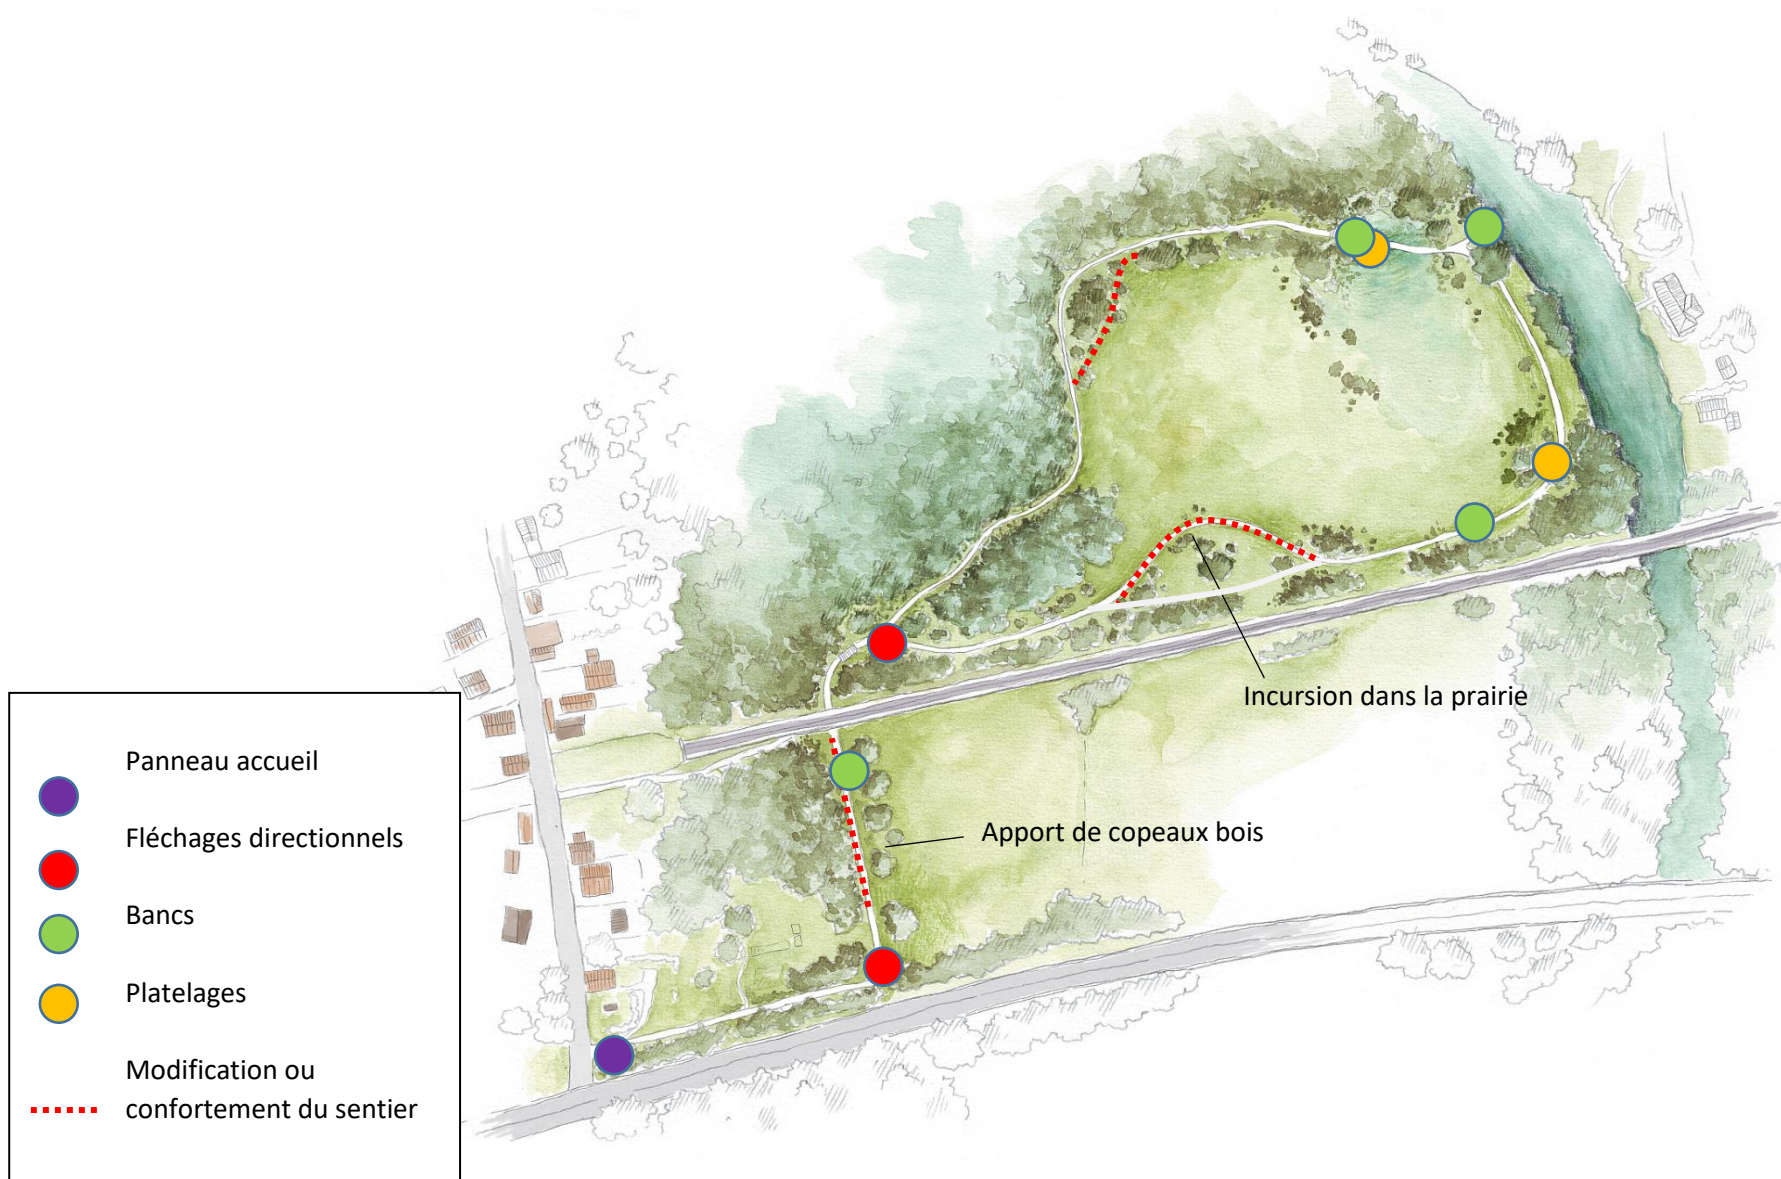 Incursion dans la prairie
Apport de copeaux bois
Panneau accueil
Fléchages directionnels
Bancs
Platelages
Modification ou
confortement du sentier